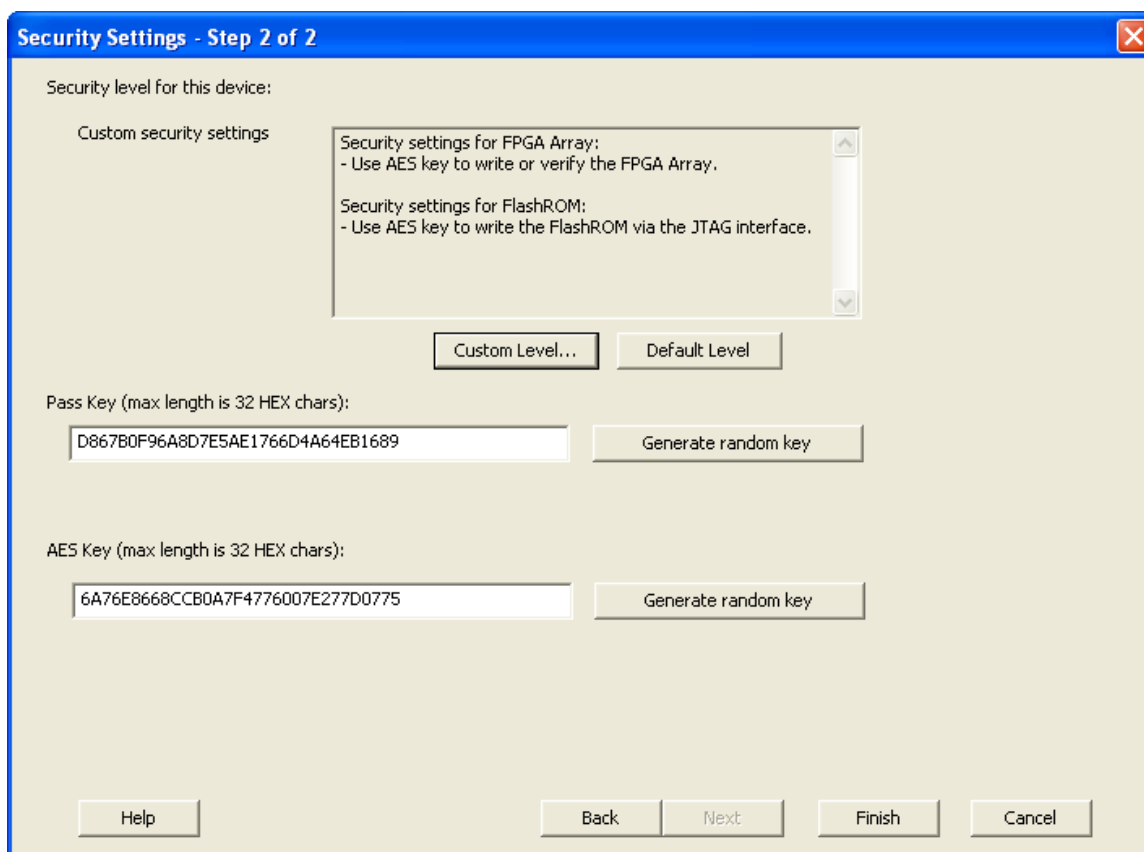 Security Settings - Step 2 of 2
Security level for this device:
Custom security settings
Security settings for FPGA Array:
- Use AES key to write or verify the FPGA Array.
Security settings for FlashROM:
- Use AES key to write the FlashROM via the JTAG interface.
Custom Level...
Default Level
Pass Key (max length is 32 HEX chars):
D867B0F96A8D7E5AE1766D4A64EB1689
Generate random key
AES Key (max length is 32 HEX chars):
6A76E8668CCB0A7F4776007E277D0775
Generate random key
Help
Back
Next
Finish
Cancel